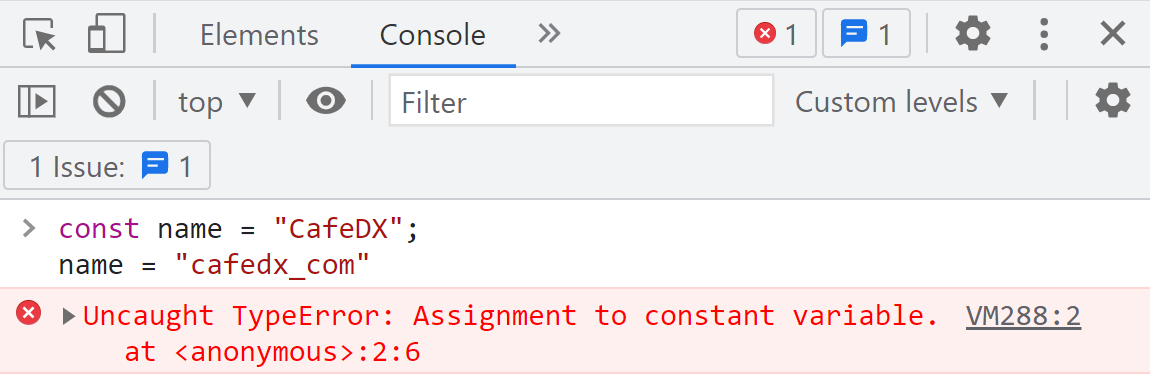 Elements Console 1 1
top Filter Custom levels
1 Issue: 1
const name = "CafeDX";
name = "cafedx_com"
Uncaught TypeError: Assignment to constant variable. VM288:2
at <anonymous>:2:6